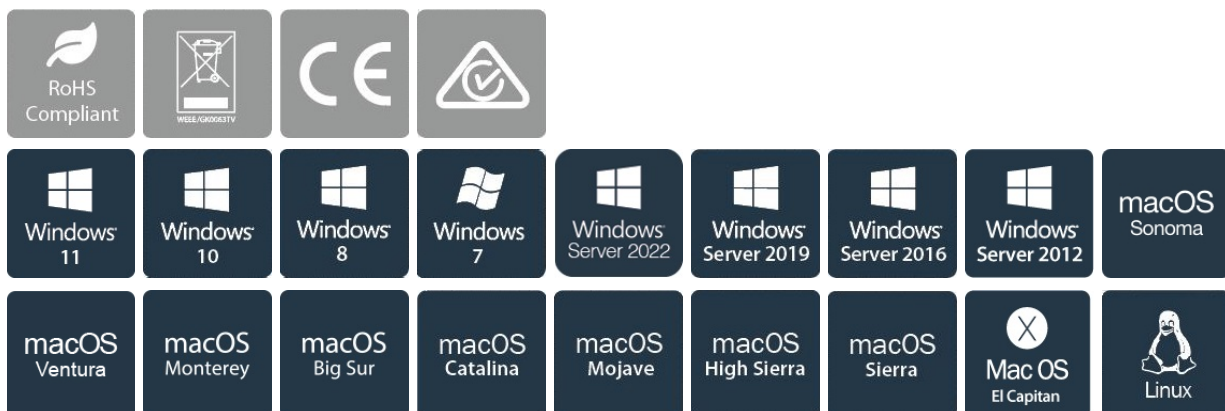 RoHS
Compliant
WEEE/GK0063TV
CE
Windows
11
Windows
10
Windows
8
Windows
7
Windows
Server 2022
Windows
Server 2019
Windows
Server 2016
Windows
Server 2012
macOS
Sonoma
macOS
Ventura
macOS
Monterey
macOS
Big Sur
macOS
Catalina
macOS
Mojave
macOS
High Sierra
macOS
Sierra
X
Mac OS
El Capitan
Linux